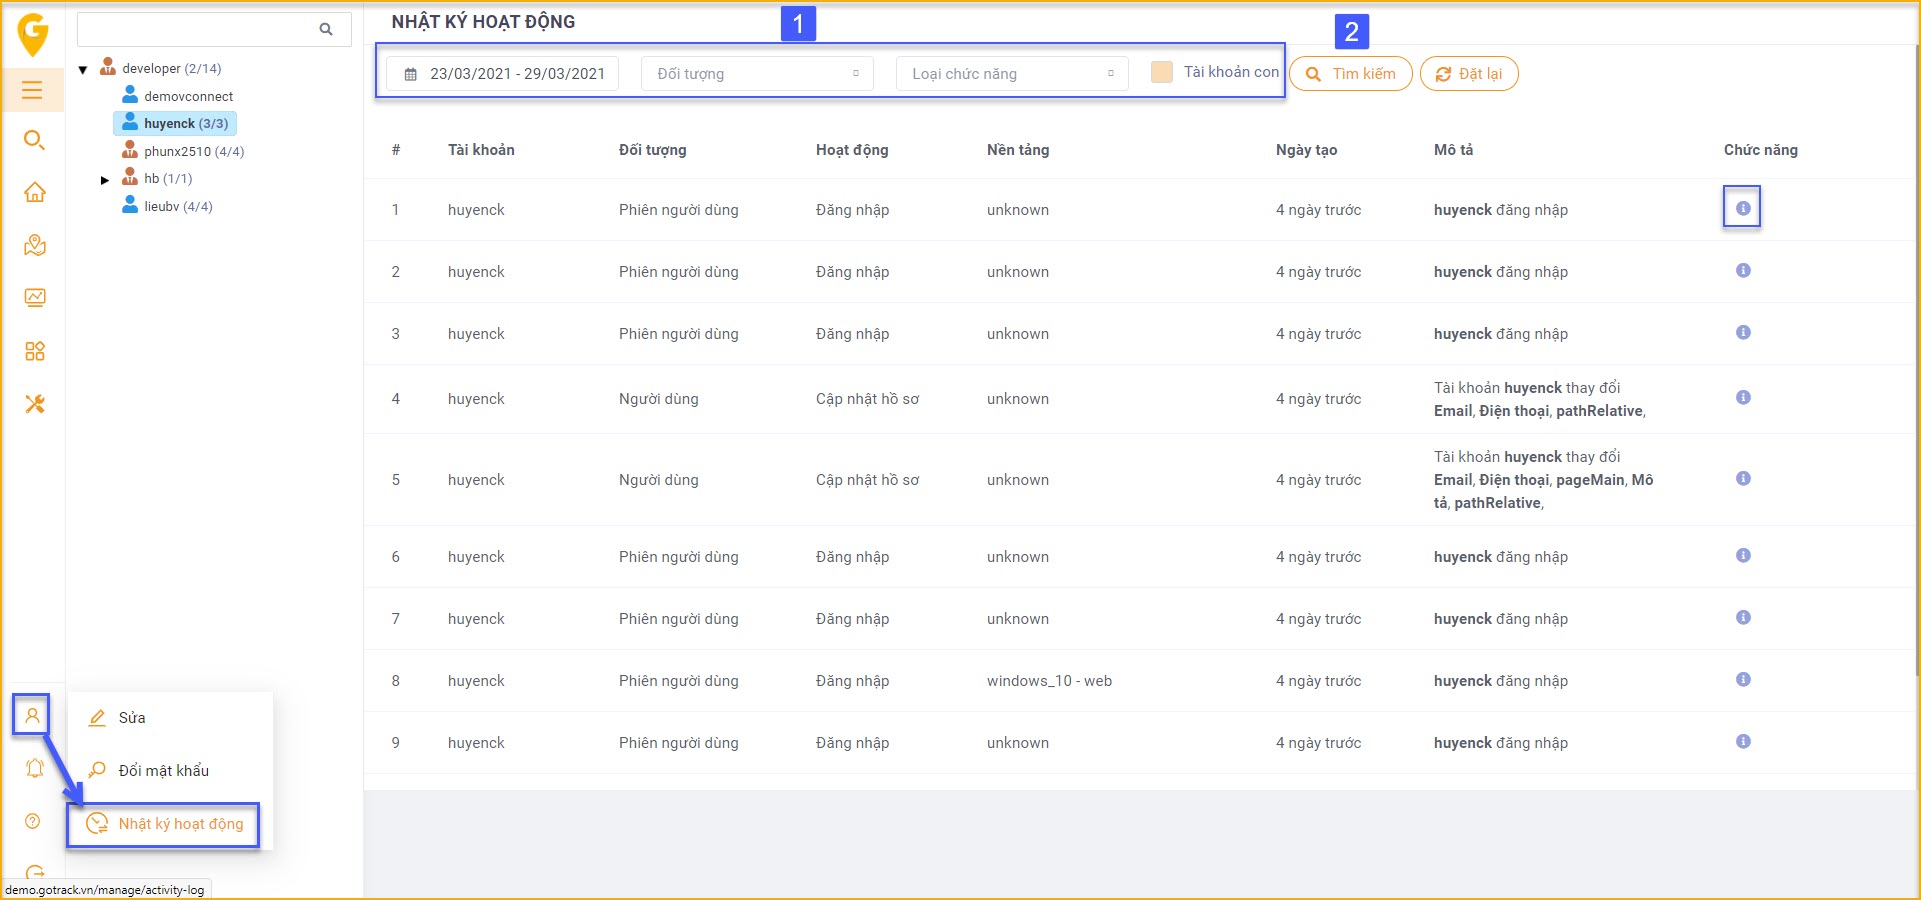 G
developer (2/14)
demovconnect
huyenck (3/3)
phunx2510 (4/4)
hb (1/1)
lieubv (4/4)
NHẬT KÝ HOẠT ĐỘNG
1
2
23/03/2021 - 29/03/2021 Đối tượng Loại chức năng Tài khoản con Tìm kiếm Đặt lại
# Tài khoản Đối tượng Hoạt động Nền tảng Ngày tạo Mô tả Chức năng
1 huyenck Phiên người dùng Đăng nhập unknown 4 ngày trước huyenck đăng nhập
2 huyenck Phiên người dùng Đăng nhập unknown 4 ngày trước huyenck đăng nhập
3 huyenck Phiên người dùng Đăng nhập unknown 4 ngày trước huyenck đăng nhập
4 huyenck Người dùng Cập nhật hồ sơ unknown 4 ngày trước Tài khoản huyenck thay đổi
Email, Điện thoại, pathRelative,
5 huyenck Người dùng Cập nhật hồ sơ unknown 4 ngày trước Tài khoản huyenck thay đổi
Email, Điện thoại, pageMain, Mô
tả, pathRelative,
6 huyenck Phiên người dùng Đăng nhập unknown 4 ngày trước huyenck đăng nhập
7 huyenck Phiên người dùng Đăng nhập unknown 4 ngày trước huyenck đăng nhập
8 huyenck Phiên người dùng Đăng nhập windows_10 - web 4 ngày trước huyenck đăng nhập
9 huyenck Phiên người dùng Đăng nhập unknown 4 ngày trước huyenck đăng nhập
Sửa
Đổi mật khẩu
Nhật ký hoạt động
demo.gotrack.vn/manage/activity-log